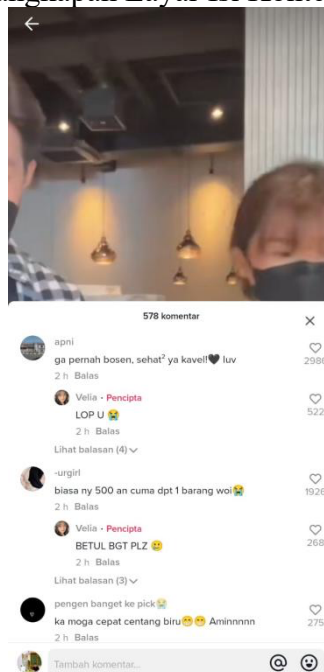 578 komentar
apni
ga pernah bosen, sehat² ya kavel!!🖤 luv
2986
2 h Balas
Velia · Pencipta
LOP U 😭
522
2 h Balas
Lihat balasan (4)
-urgirl
biasa ny 500 an cuma dpt 1 barang woi😭
1926
2 h Balas
Velia · Pencipta
BETUL BGT PLZ 🥲
268
2 h Balas
Lihat balasan (3)
pengen banget ke pick😭
ka moga cepat centang biru😁😁 Aminnnnn
275
2 h Balas
Tambah komentar...